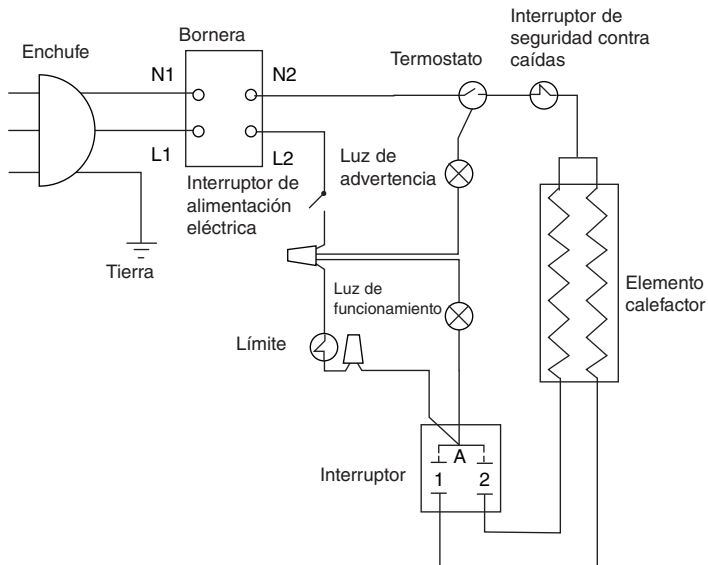 Enchufe
Bornera
Interruptor de
seguridad contra
caídas
Termostato
N1
N2
L1
L2
Luz de
advertencia
Interruptor de
alimentación
eléctrica
Tierra
Luz de
funcionamiento
Elemento
calefactor
Límite
Interruptor
A
1
2